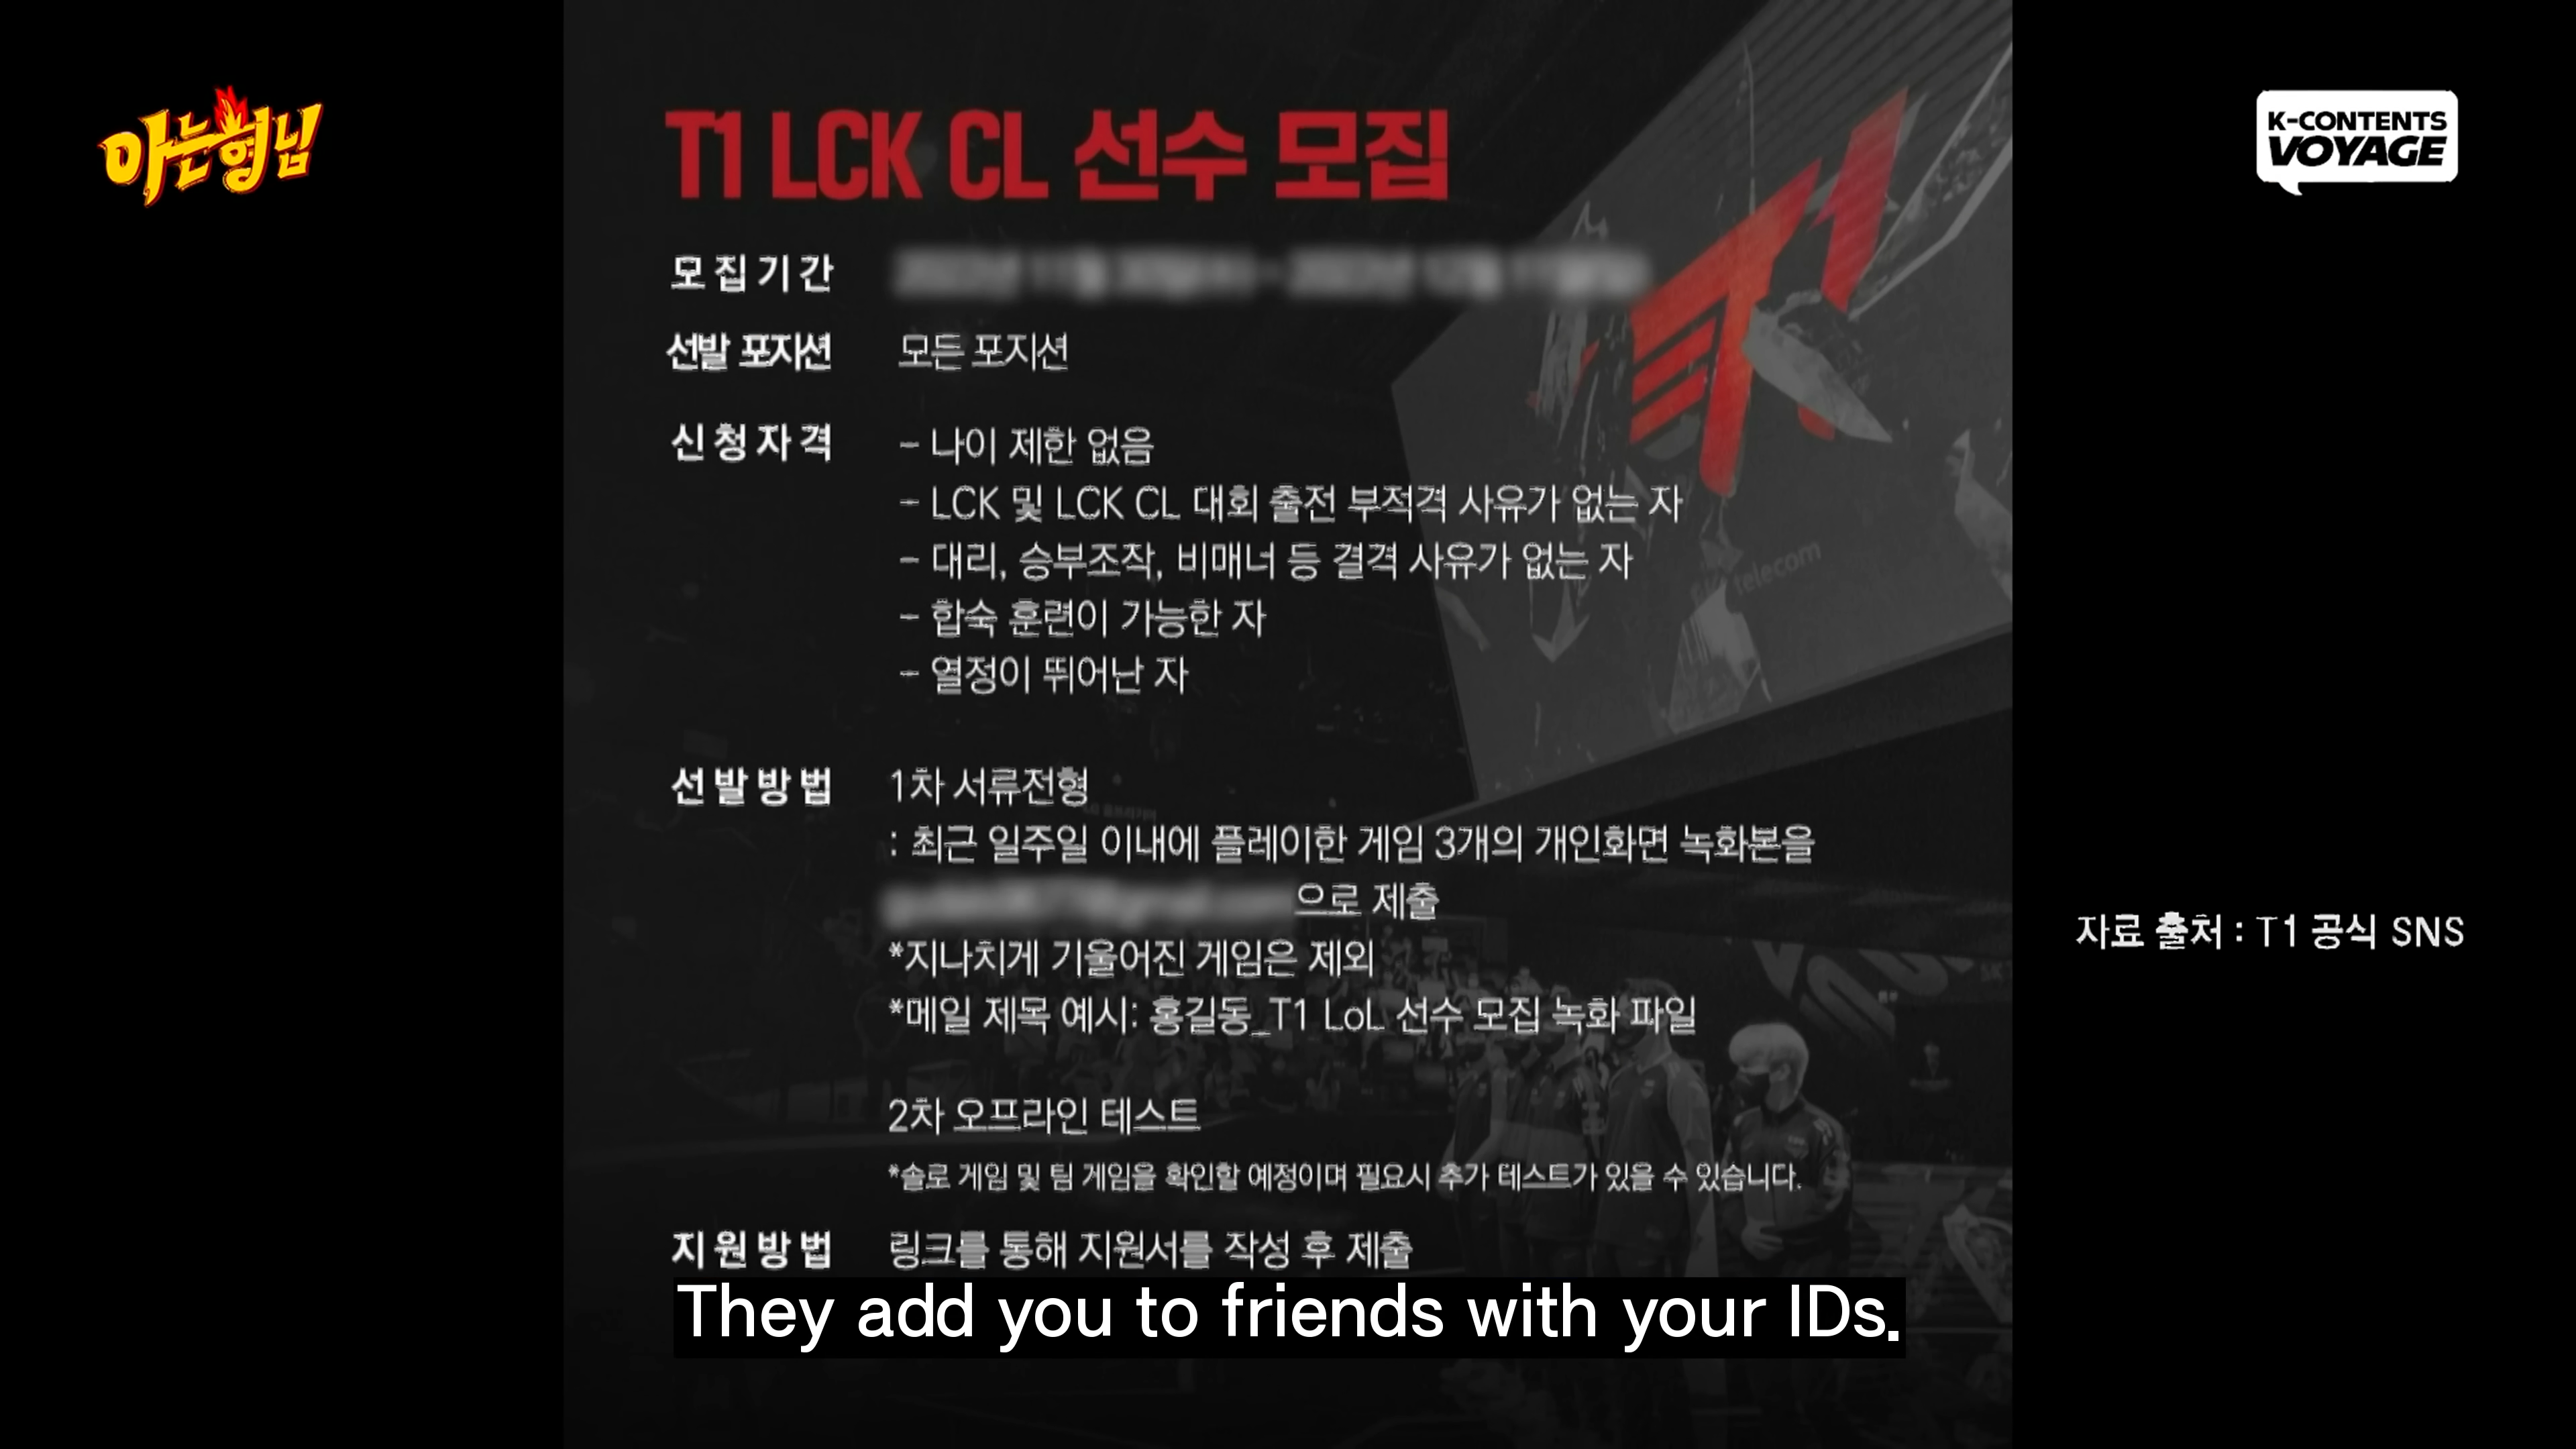 아는형님
K-CONTENTS
VOYAGE
T1 LCK CL 선수 모집
모집기간
선발 포지션 모든 포지션
신청자격 - 나이 제한 없음
- LCK 및 LCK CL 대회 출전 부적격 사유가 없는 자
- 대리, 승부조작, 비매너 등 결격 사유가 없는 자
- 합숙 훈련이 가능한 자
- 열정이 뛰어난 자
선발방법 1차 서류전형
: 최근 일주일 이내에 플레이한 게임 3개의 개인화면 녹화본을
으로 제출
*지나치게 기울어진 게임은 제외
*메일 제목 예시: 홍길동_T1 LoL 선수 모집 녹화 파일
2차 오프라인 테스트
*솔로 게임 및 팀 게임을 확인할 예정이며 필요시 추가 테스트가 있을 수 있습니다.
지원방법 링크를 통해 지원서를 작성 후 제출
자료 출처 : T1 공식 SNS
T1
telecom
They add you to friends with your IDs.